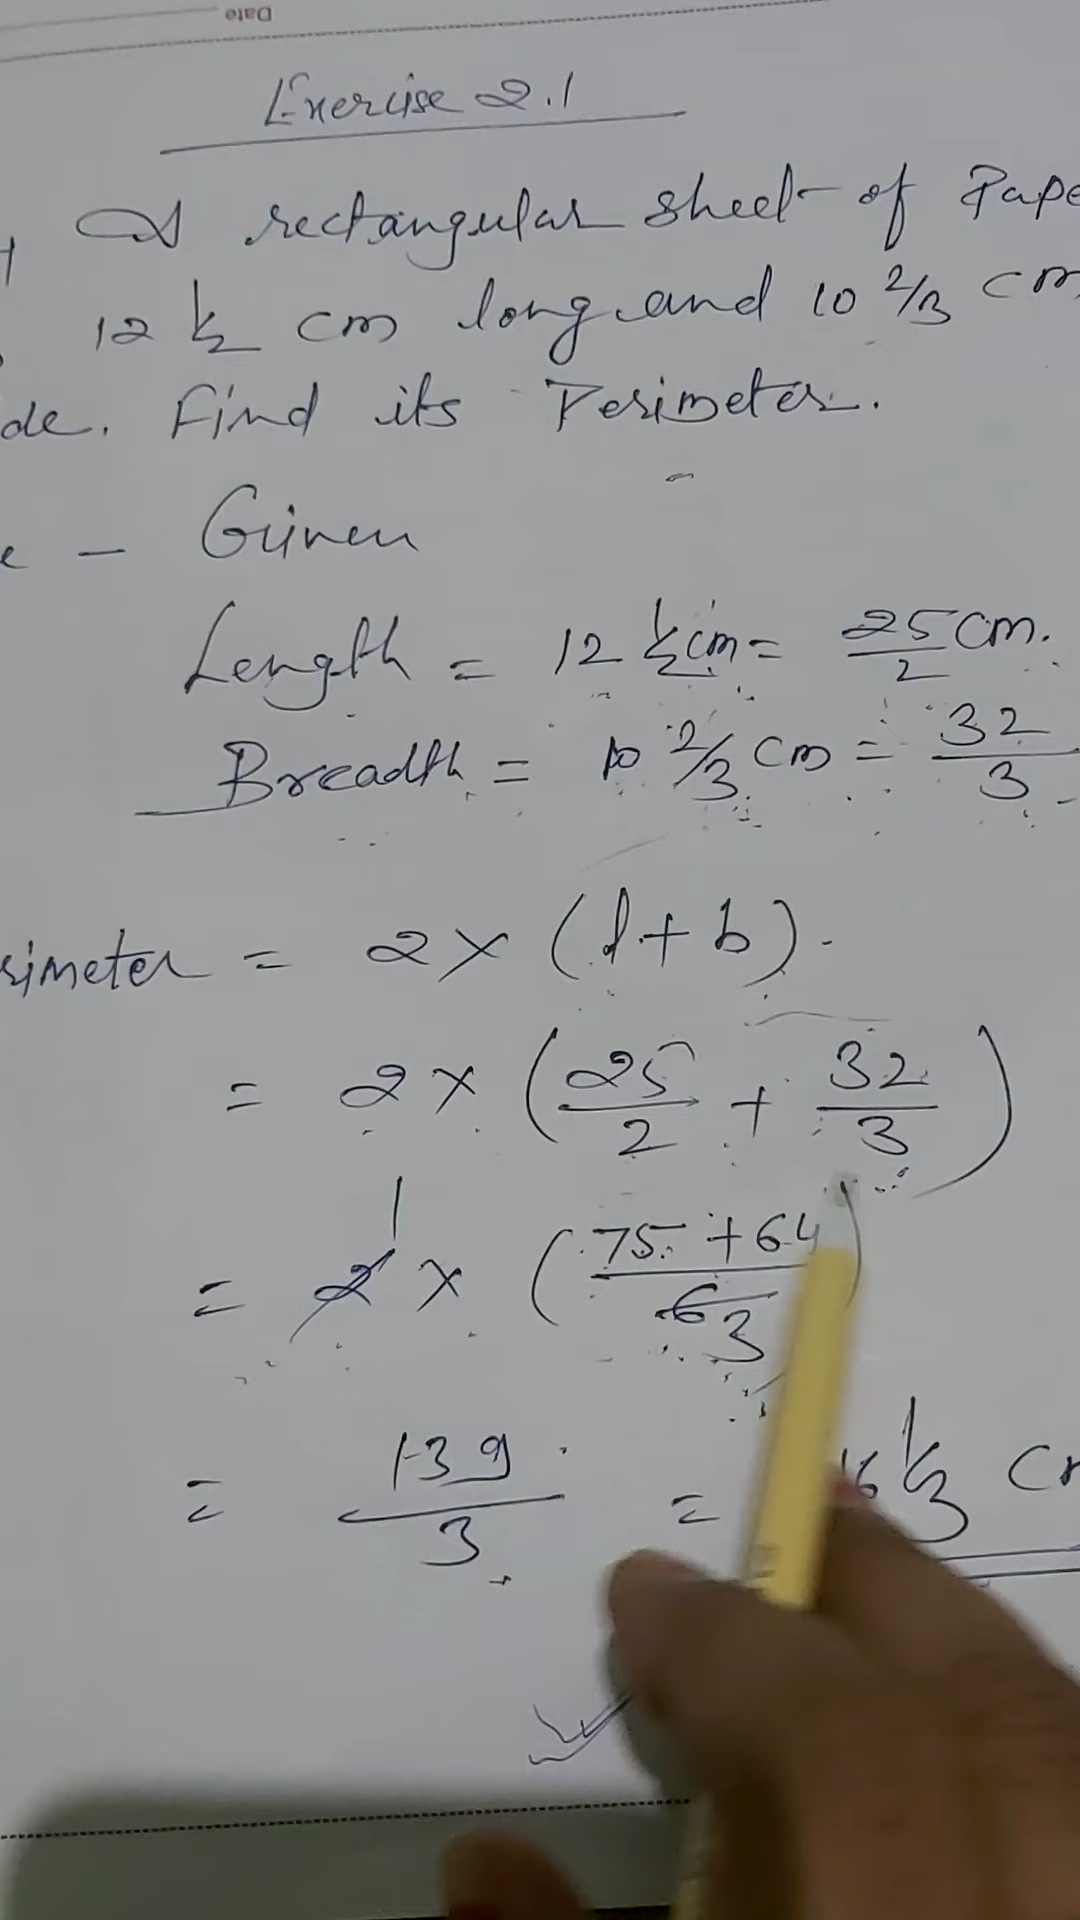 Date
Exercise 2.1
A rectangular sheet of Pape
12 1/2 cm long and 10 2/3 cm
de. Find its Perimeter.
e - Given
Length = 12 1/2 cm = 25/2 cm.
Breadth = 10 2/3 cm = 32/3
rimeter = 2 × (l + b).
= 2 × (25/2 + 32/3)
1
= 2 × (75 + 64)/6 3
= 139/3 = 6 1/3 cm